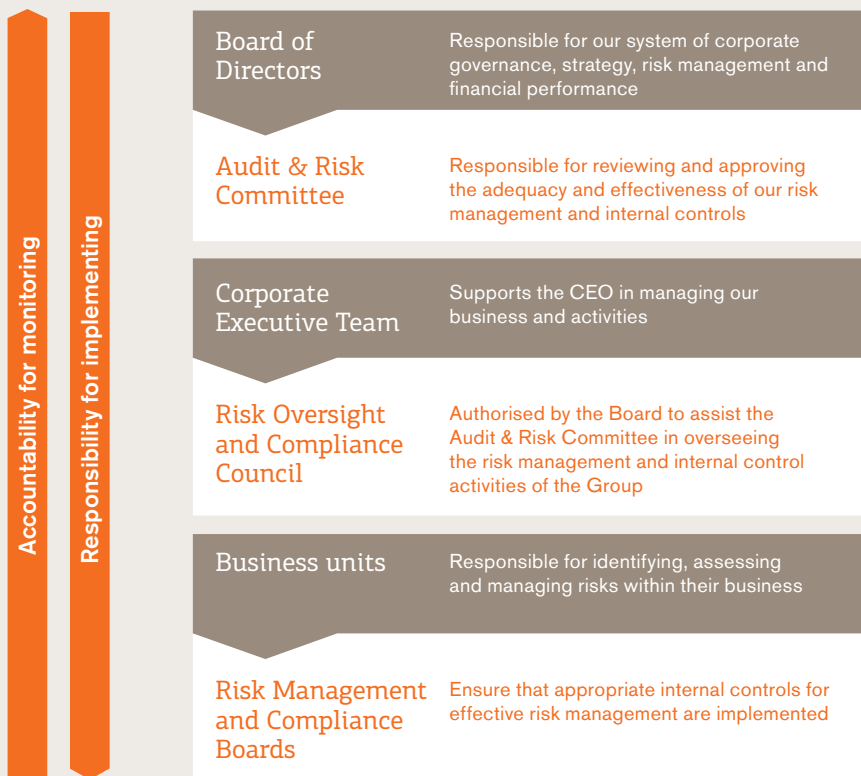 Accountability for monitoring
Responsibility for implementing
Board of
Directors
Responsible for our system of corporate
governance, strategy, risk management and
financial performance
Audit & Risk
Committee
Responsible for reviewing and approving
the adequacy and effectiveness of our risk
management and internal controls
Corporate
Executive Team
Supports the CEO in managing our
business and activities
Risk Oversight
and Compliance
Council
Authorised by the Board to assist the
Audit & Risk Committee in overseeing
the risk management and internal control
activities of the Group
Business units
Responsible for identifying, assessing
and managing risks within their business
Risk Management
and Compliance
Boards
Ensure that appropriate internal controls for
effective risk management are implemented